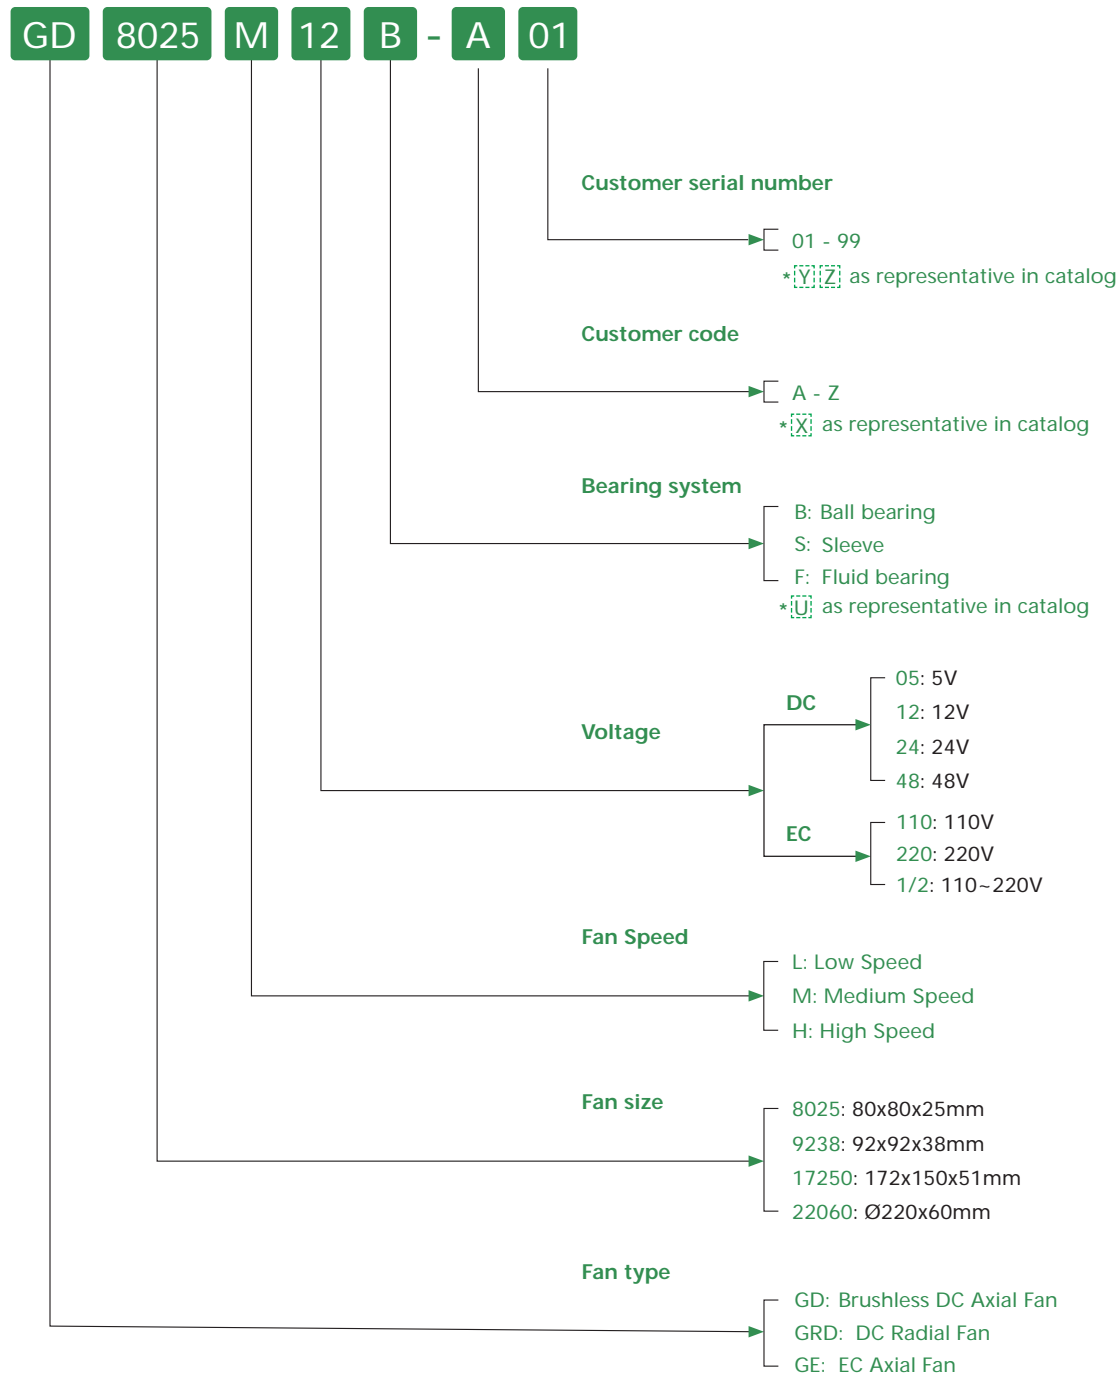 GD 8025 M 12 B - A 01
Customer serial number
01 - 99
*YZ as representative in catalog
Customer code
A - Z
*X as representative in catalog
Bearing system
B: Ball bearing
S: Sleeve
F: Fluid bearing
*U as representative in catalog
Voltage
DC
05: 5V
12: 12V
24: 24V
48: 48V
EC
110: 110V
220: 220V
1/2: 110~220V
Fan Speed
L: Low Speed
M: Medium Speed
H: High Speed
Fan size
8025: 80x80x25mm
9238: 92x92x38mm
17250: 172x150x51mm
22060: Ø220x60mm
Fan type
GD: Brushless DC Axial Fan
GRD: DC Radial Fan
GE: EC Axial Fan